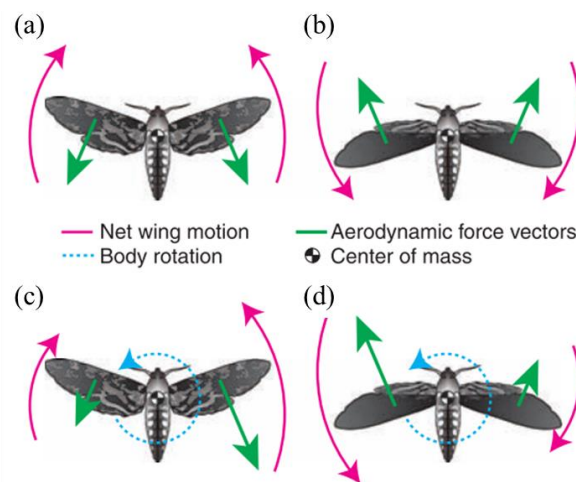 (a)
(b)
Net wing motion
Aerodynamic force vectors
Body rotation
Center of mass
(c)
(d)